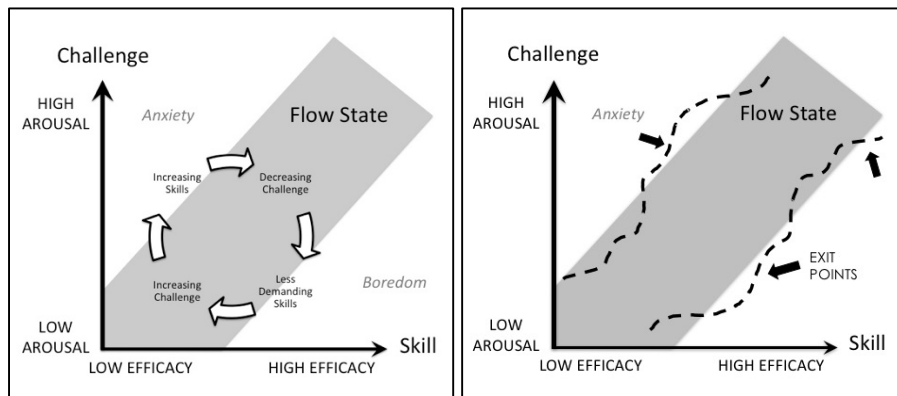 Challenge
HIGH
AROUSAL
Anxiety
Flow State
Increasing
Skills
Decreasing
Challenge
Increasing
Challenge
Less
Demanding
Skills
Boredom
LOW
AROUSAL
Skill
LOW EFFICACY
HIGH EFFICACY
Challenge
HIGH
AROUSAL
Anxiety
Flow State
EXIT
POINTS
LOW
AROUSAL
Skill
LOW EFFICACY
HIGH EFFICACY